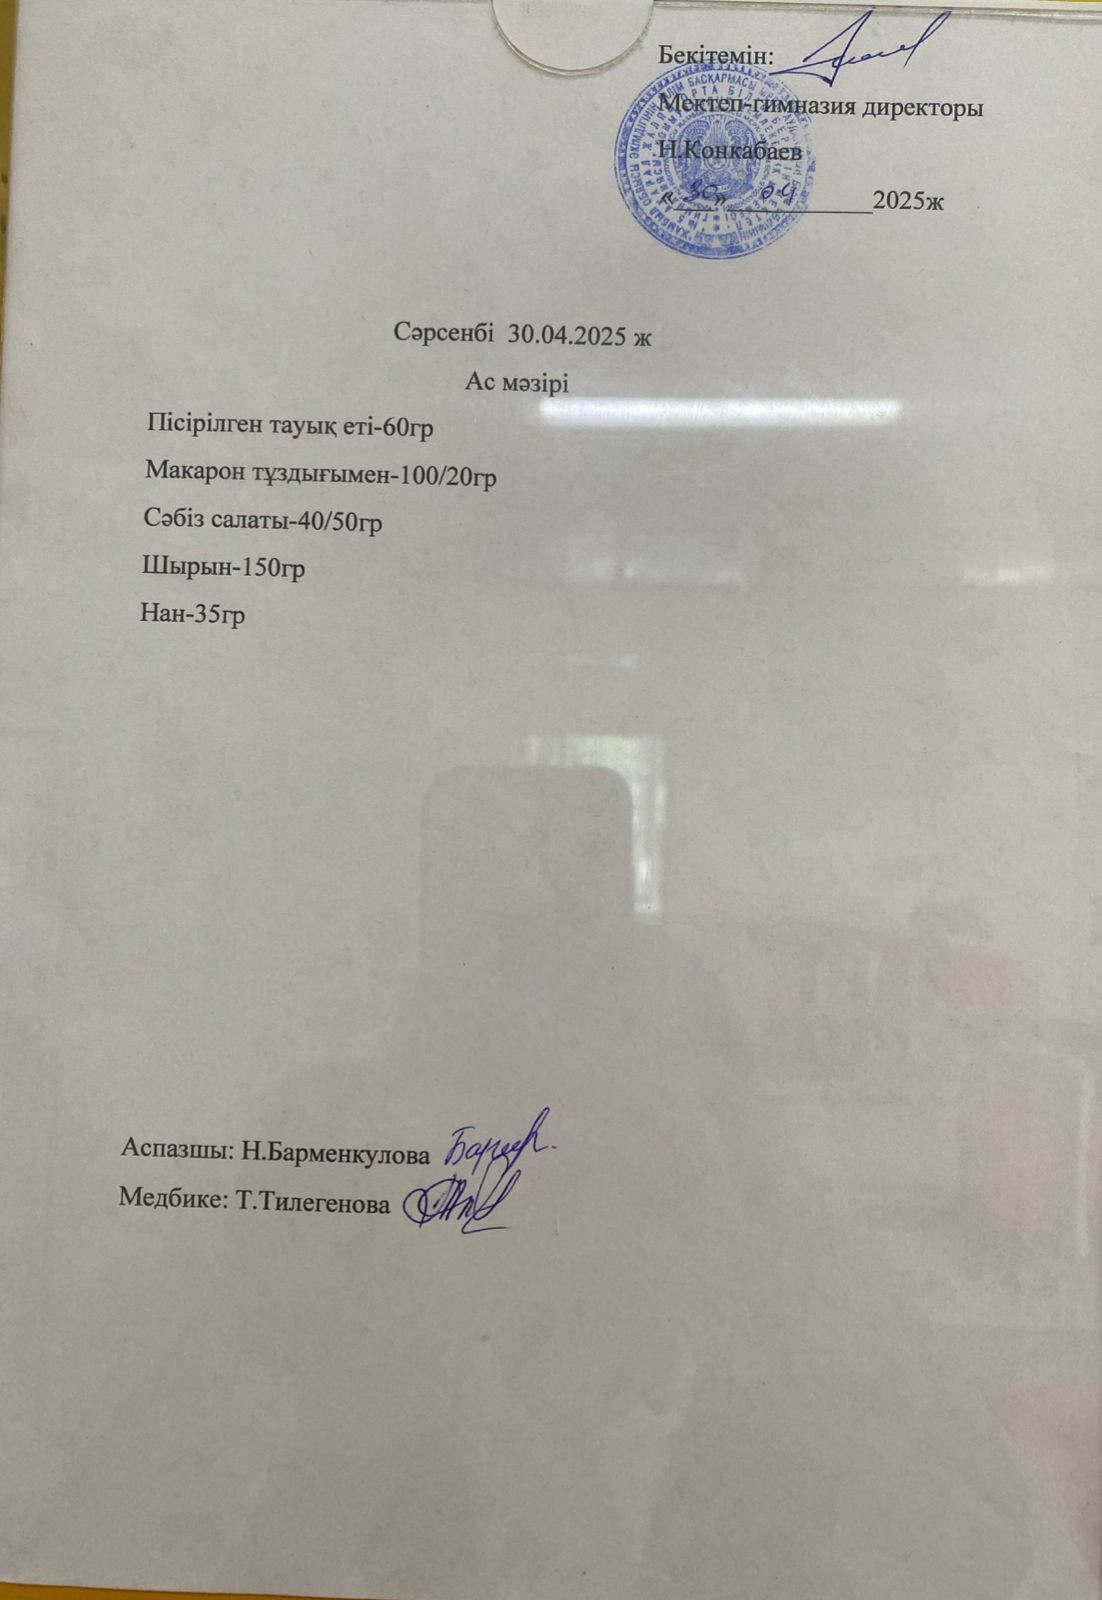 Бекітемін:
Мектеп-гимназия директоры
Н.Конкабаев
«30» 04 2025ж
Сәрсенбі 30.04.2025 ж
Ас мәзірі
Пісірілген тауық еті-60гр
Макарон тұздығымен-100/20гр
Сәбіз салаты-40/50гр
Шырын-150гр
Нан-35гр
Аспазшы: Н.Барменкулова
Медбике: Т.Тилегенова